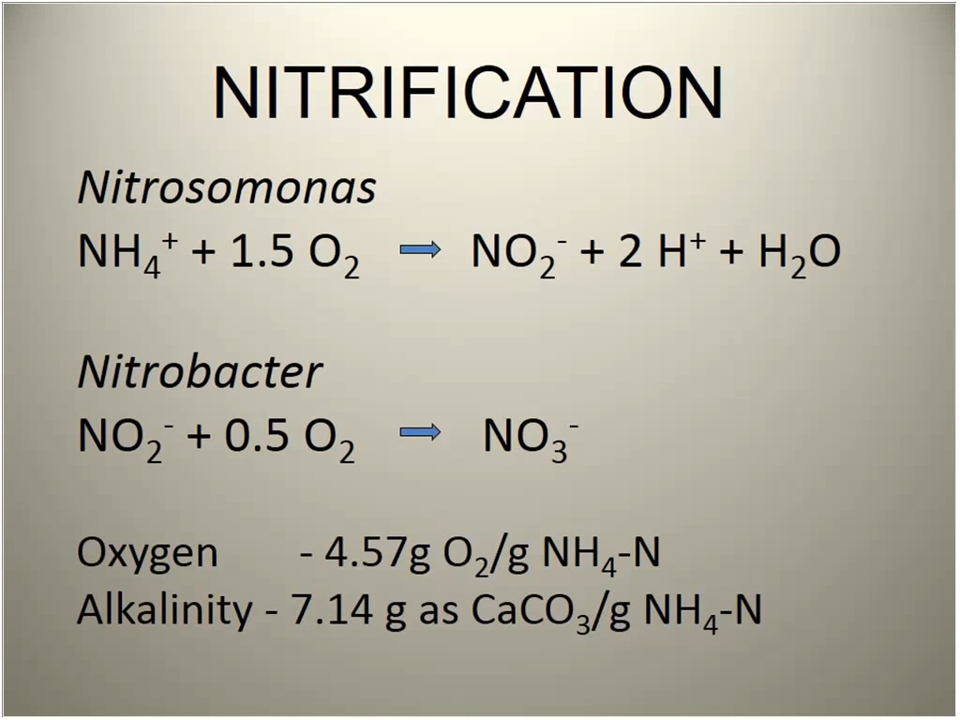 NITRIFICATION
Nitrosomonas
NH₄⁺ + 1.5 O₂ → NO₂⁻ + 2 H⁺ + H₂O
Nitrobacter
NO₂⁻ + 0.5 O₂ → NO₃⁻
Oxygen - 4.57g O₂/g NH₄-N
Alkalinity - 7.14 g as CaCO₃/g NH₄-N